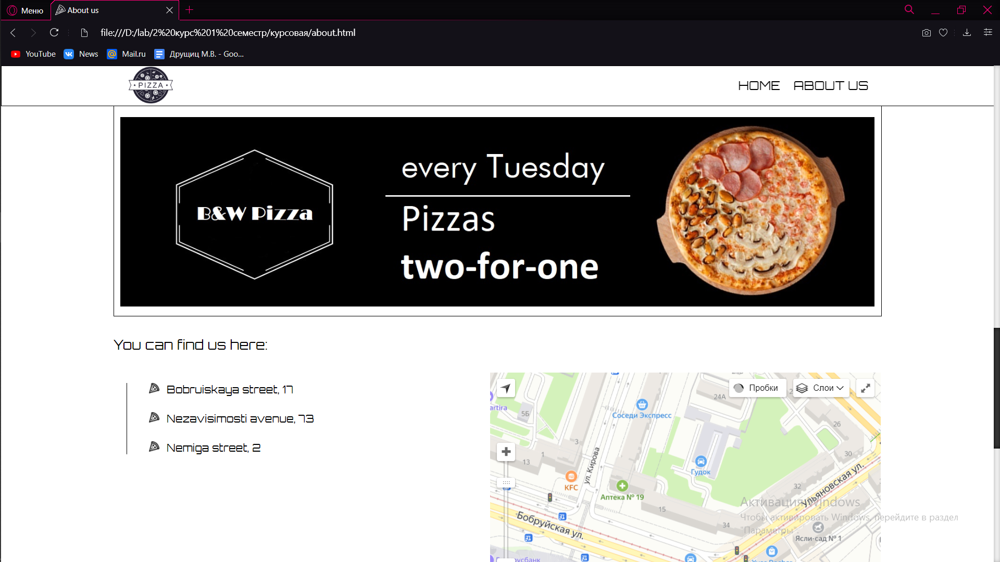 Меню
About us
file:///D:/lab/2%20курс%201%20семестр/курсовая/about.html
YouTube
News
Mail.ru
Друщиц М.В. - Goo...
PIZZA
HOME
ABOUT US
B&W Pizza
every Tuesday
Pizzas
two-for-one
You can find us here:
Bobruiskaya street, 17
Nezavisimosti avenue, 73
Nemiga street, 2
Пробки
Слои
24А
artira
5Б
Соседи Экспресс
26
3
1
13
30
ул. Кирова
Гудок
KFC
32
Ульяновская ул.
Аптека № 19
15
Активация Windows
Чтобы активировать Windows, перейдите в раздел
"Параметры".
Бобруйская ул.
34
Ясли-сад № 1